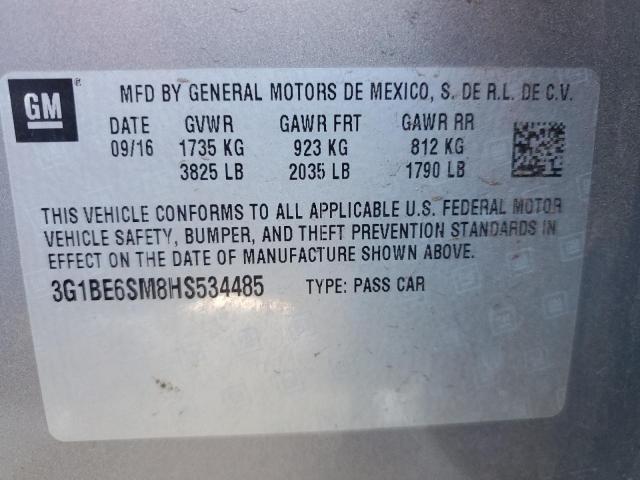 GM ®
MFD BY GENERAL MOTORS DE MEXICO, S. DE R.L. DE C.V.
DATE GVWR GAWR FRT GAWR RR
09/16 1735 KG 923 KG 812 KG
3825 LB 2035 LB 1790 LB
THIS VEHICLE CONFORMS TO ALL APPLICABLE U.S. FEDERAL MOTOR
VEHICLE SAFETY, BUMPER, AND THEFT PREVENTION STANDARDS IN
EFFECT ON THE DATE OF MANUFACTURE SHOWN ABOVE.
3G1BE6SM8HS534485 TYPE: PASS CAR